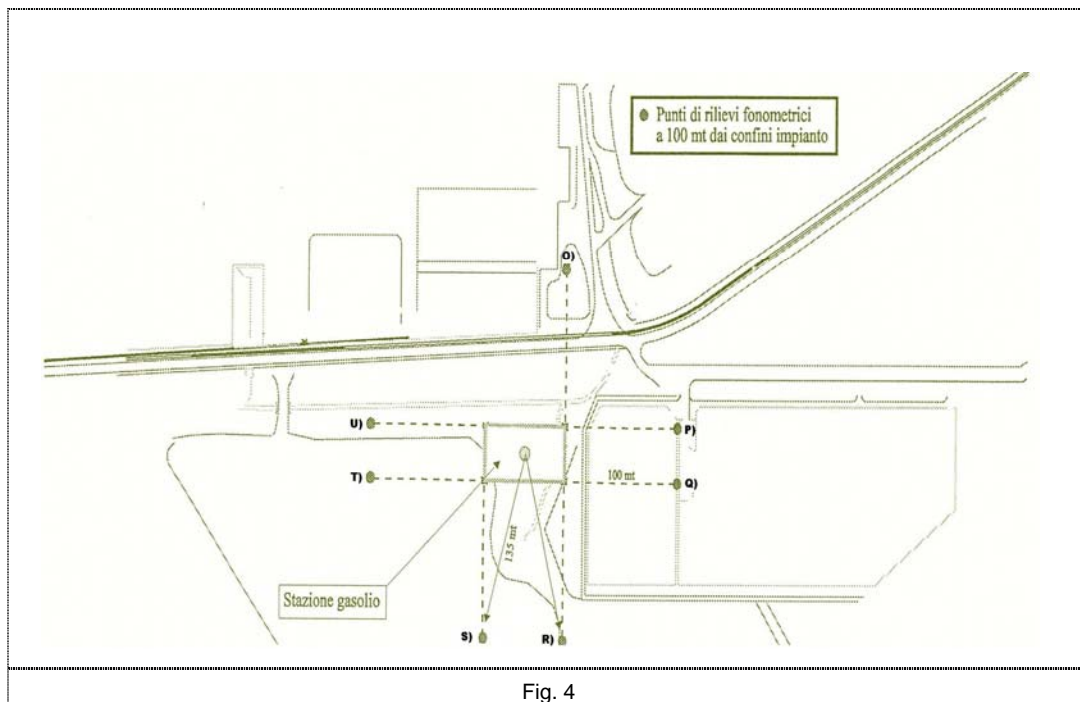 Punti di rilievi fonometrici
a 100 mt dai confini impianto
O)
U)
P)
T)
100 mt
Q)
13.5 mt
Stazione gasolio
S)
R)
Fig. 4